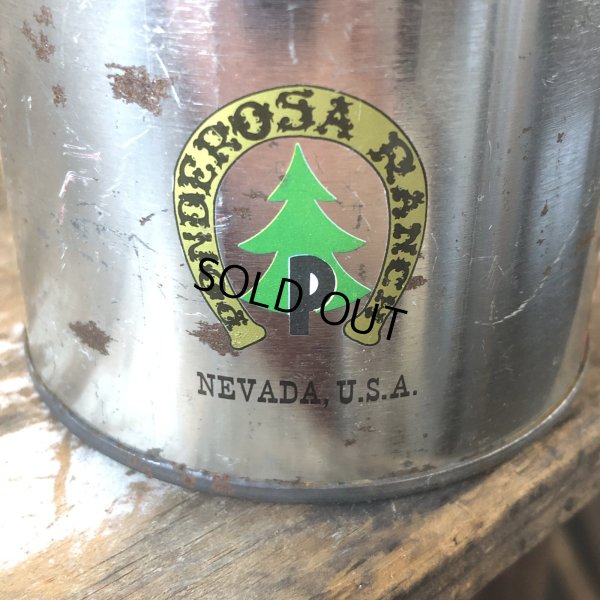 PONDEROSA RANCH
P
SOLD OUT
NEVADA, U.S.A.